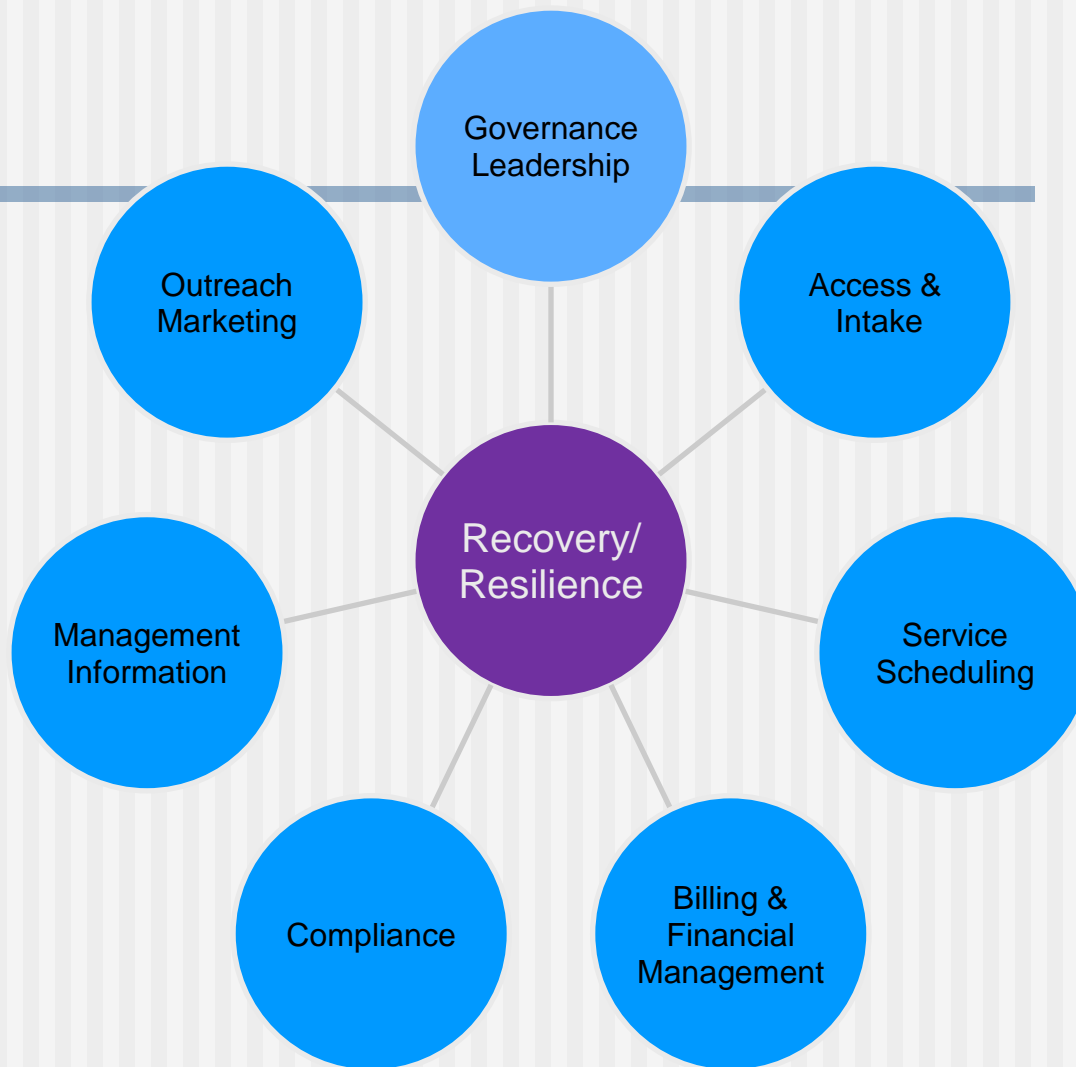 Governance
Leadership
Outreach
Marketing
Access &
Intake
Recovery/
Resilience
Management
Information
Service
Scheduling
Compliance
Billing &
Financial
Management